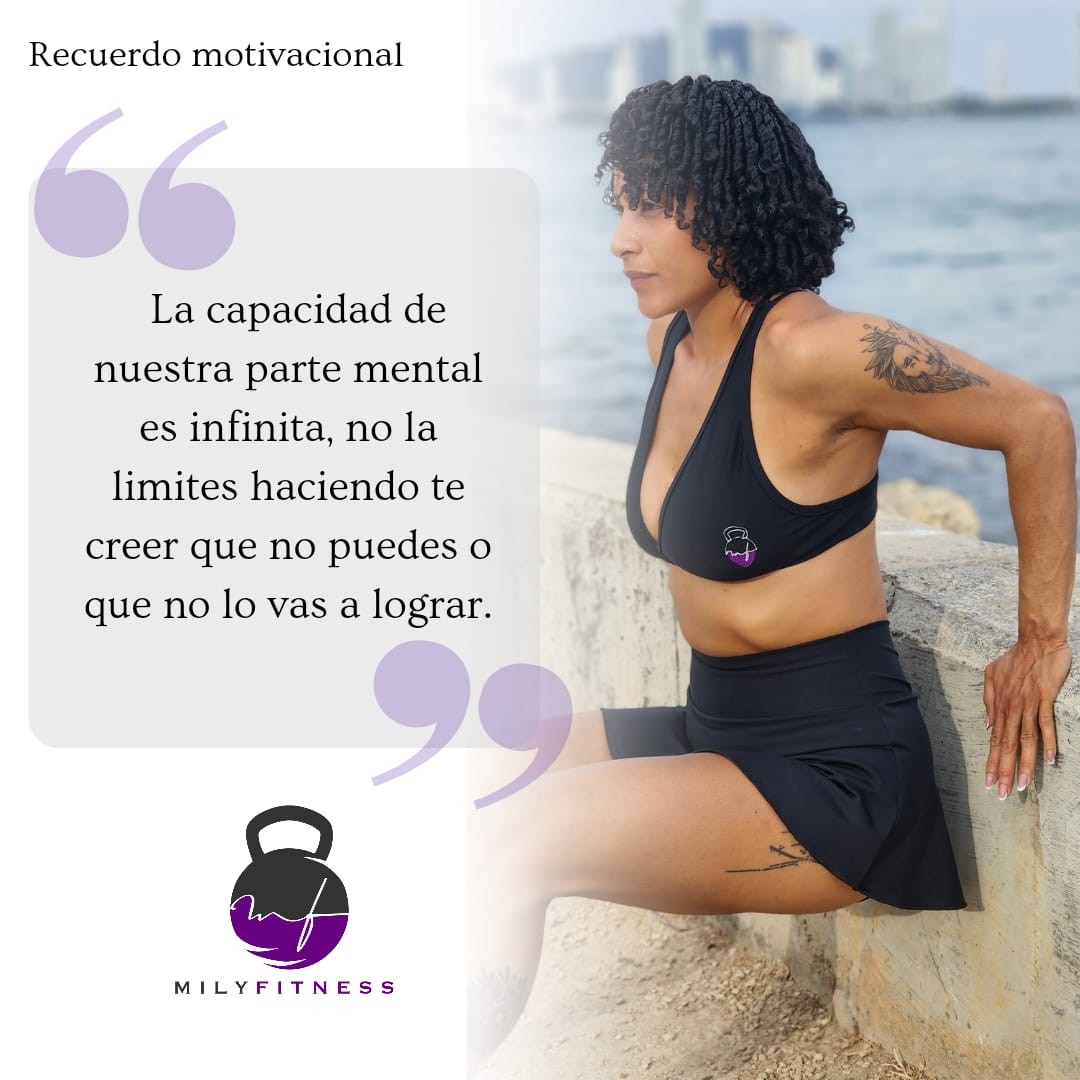 Recuerdo motivacional
La capacidad de
nuestra parte mental
es infinita, no la
limites haciendo te
creer que no puedes o
que no lo vas a lograr.
mf
MILYFITNESS